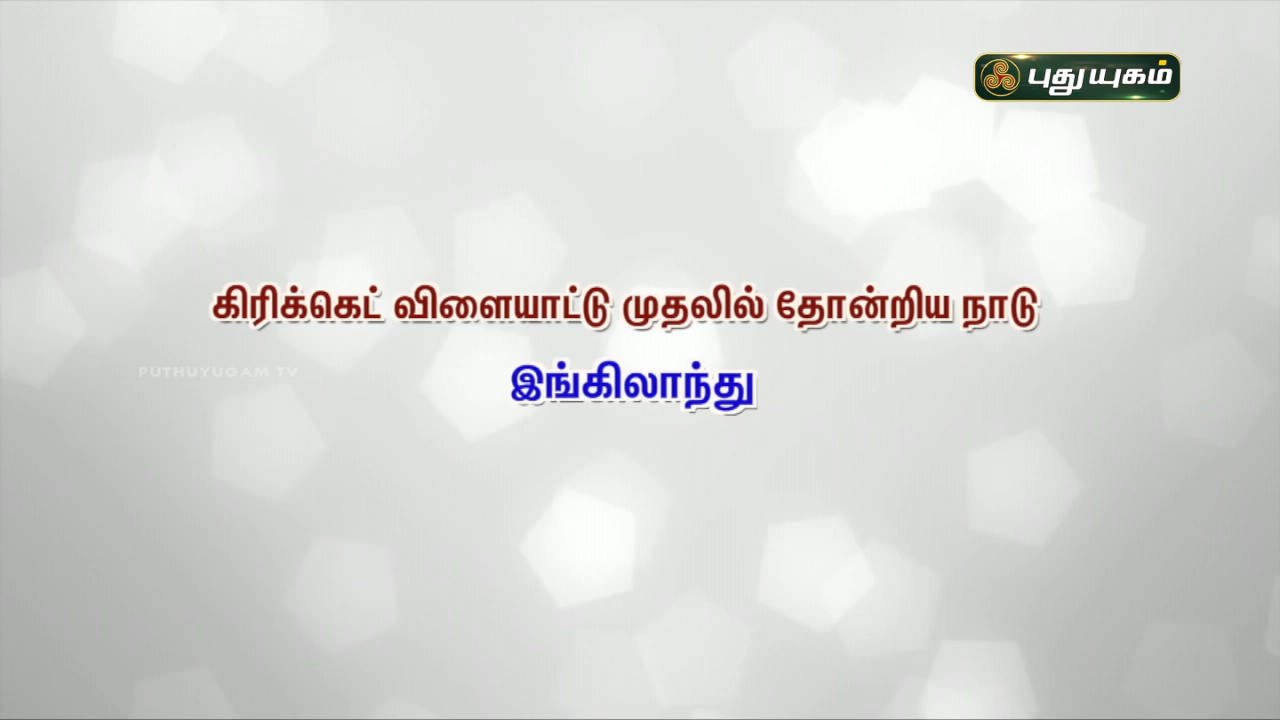 புதுயுகம்
கிரிக்கெட் விளையாட்டு முதலில் தோன்றிய நாடு
PUTHUYUGAM TV
இங்கிலாந்து